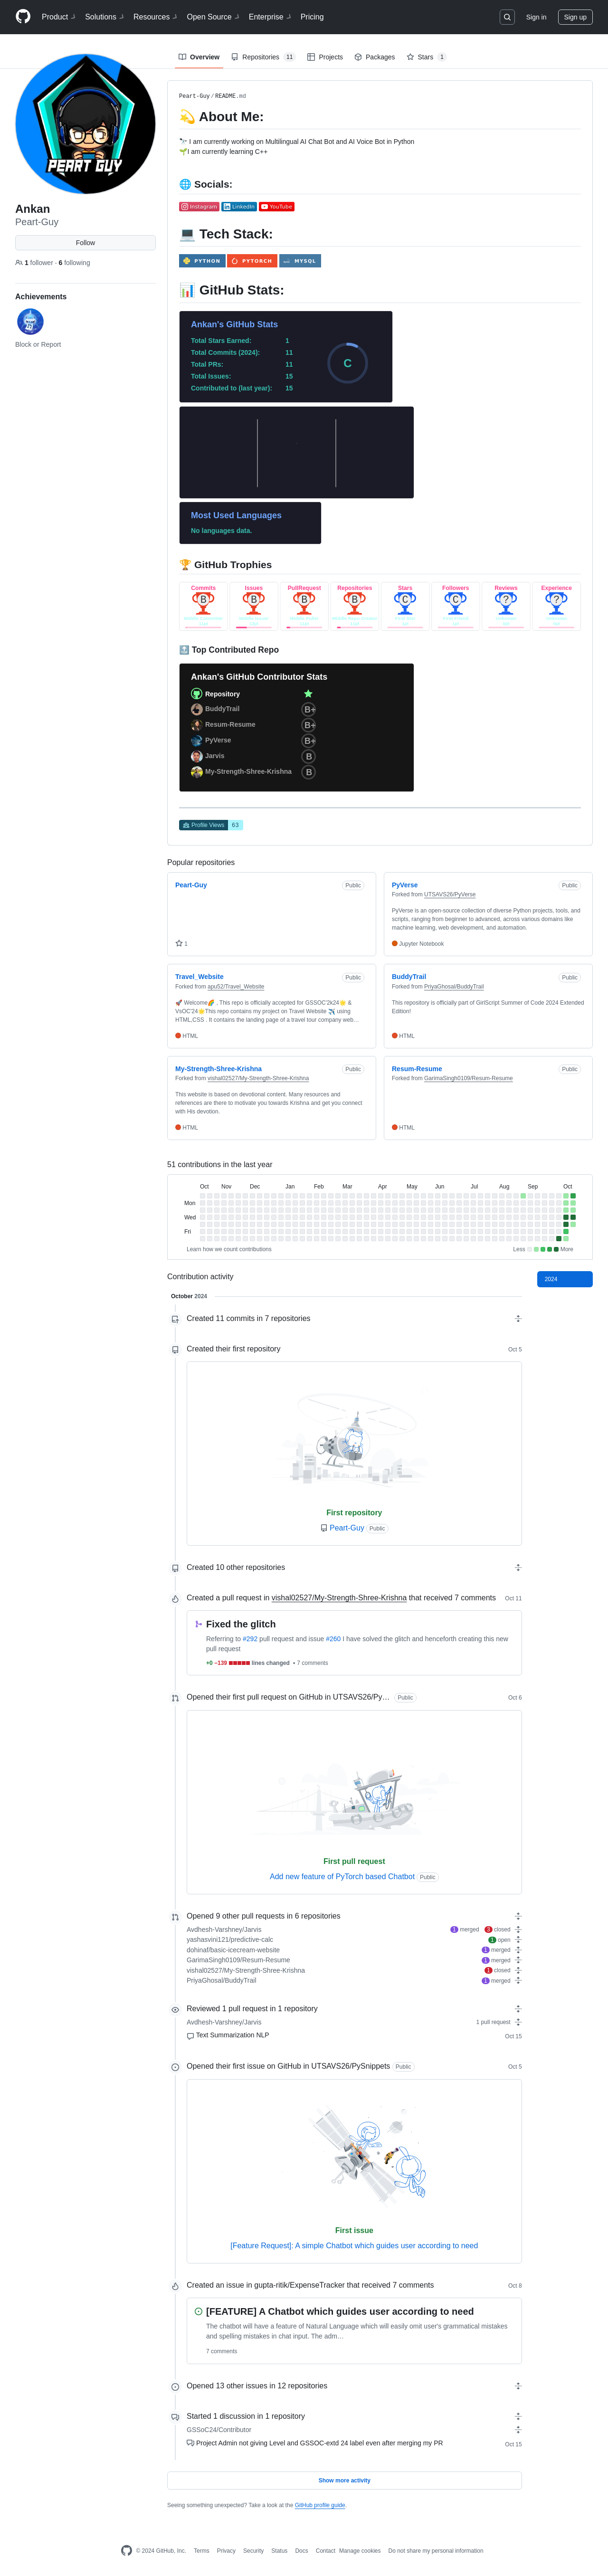 Product Solutions Resources Open Source Enterprise Pricing Sign in Sign up
Overview Repositories 11 Projects Packages Stars 1
PEART GUY
Ankan
Peart-Guy
Follow
1 follower · 6 following
Achievements
Block or Report
Peart-Guy / README.md
💫 About Me:
🔭 I am currently working on Multilingual AI Chat Bot and AI Voice Bot in Python
🌱I am currently learning C++
🌐 Socials:
Instagram LinkedIn YouTube
💻 Tech Stack:
PYTHON PYTORCH MYSQL
📊 GitHub Stats:
Ankan's GitHub Stats
Total Stars Earned: 1
Total Commits (2024): 11
Total PRs: 11
Total Issues: 15
Contributed to (last year): 15
C
Most Used Languages
No languages data.
🏆 GitHub Trophies
Commits Issues PullRequest Repositories Stars Followers Reviews Experience
B B B B C C ? ?
🔝 Top Contributed Repo
Ankan's GitHub Contributor Stats
Repository
BuddyTrail B+
Resum-Resume B+
PyVerse B+
Jarvis B
My-Strength-Shree-Krishna B
Profile Views 63
Popular repositories
Peart-Guy Public
1
PyVerse Public
Forked from UTSAVS26/PyVerse
PyVerse is an open-source collection of diverse Python projects, tools, and
scripts, ranging from beginner to advanced, across various domains like
machine learning, web development, and automation.
Jupyter Notebook
Travel_Website Public
Forked from apu52/Travel_Website
🚀 Welcome🌈 , This repo is officially accepted for GSSOC'2k24🌟 &
VsOC'24🌟This repo contains my project on Travel Website ✈️ using
HTML,CSS . It contains the landing page of a travel tour company web…
HTML
BuddyTrail Public
Forked from PriyaGhosal/BuddyTrail
This repository is officially part of GirlScript Summer of Code 2024 Extended
Edition!
HTML
My-Strength-Shree-Krishna Public
Forked from vishal02527/My-Strength-Shree-Krishna
This website is based on devotional content. Many resources and
references are there to motivate you towards Krishna and get you connect
with His devotion.
HTML
Resum-Resume Public
Forked from GarimaSingh0109/Resum-Resume
HTML
51 contributions in the last year
Oct Nov Dec Jan Feb Mar Apr May Jun Jul Aug Sep Oct
Mon
Wed
Fri
Learn how we count contributions Less More
Contribution activity
2024
October 2024
Created 11 commits in 7 repositories
Created their first repository Oct 5
First repository
Peart-Guy Public
Created 10 other repositories
Created a pull request in vishal02527/My-Strength-Shree-Krishna that received 7 comments Oct 11
Fixed the glitch
Referring to #292 pull request and issue #260 I have solved the glitch and henceforth creating this new
pull request
+0 −139 lines changed • 7 comments
Opened their first pull request on GitHub in UTSAVS26/Py… Public Oct 6
First pull request
Add new feature of PyTorch based Chatbot Public
Opened 9 other pull requests in 6 repositories
Avdhesh-Varshney/Jarvis 1 merged 3 closed
yashasvini121/predictive-calc 1 open
dohinaf/basic-icecream-website 1 merged
GarimaSingh0109/Resum-Resume 1 merged
vishal02527/My-Strength-Shree-Krishna 1 closed
PriyaGhosal/BuddyTrail 1 merged
Reviewed 1 pull request in 1 repository
Avdhesh-Varshney/Jarvis 1 pull request
Text Summarization NLP Oct 15
Opened their first issue on GitHub in UTSAVS26/PySnippets Public Oct 5
First issue
[Feature Request]: A simple Chatbot which guides user according to need
Created an issue in gupta-ritik/ExpenseTracker that received 7 comments Oct 8
[FEATURE] A Chatbot which guides user according to need
The chatbot will have a feature of Natural Language which will easily omit user's grammatical mistakes
and spelling mistakes in chat input. The adm…
7 comments
Opened 13 other issues in 12 repositories
Started 1 discussion in 1 repository
GSSoC24/Contributor
Project Admin not giving Level and GSSOC-extd 24 label even after merging my PR Oct 15
Show more activity
Seeing something unexpected? Take a look at the GitHub profile guide.
© 2024 GitHub, Inc. Terms Privacy Security Status Docs Contact Manage cookies Do not share my personal information